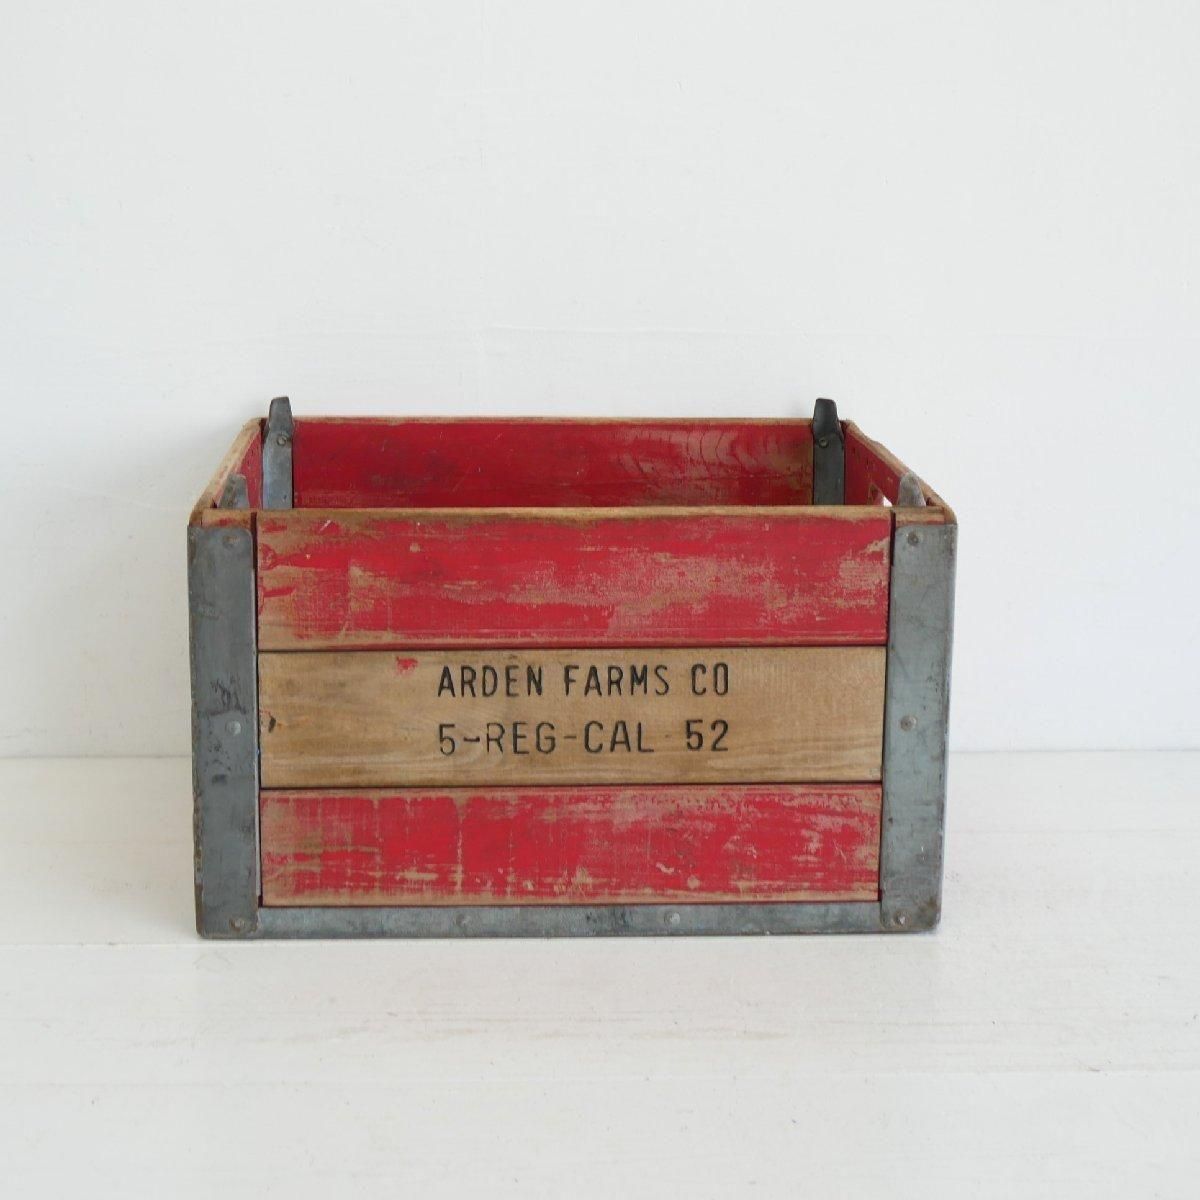 ARDEN FARMS CO
5-REG-CAL 52